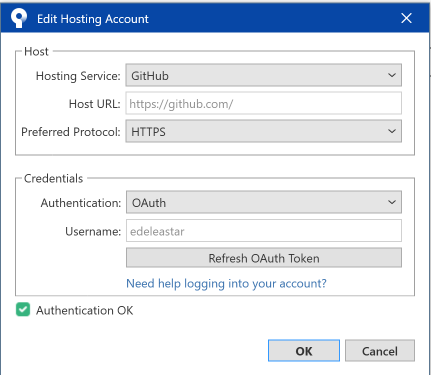 Edit Hosting Account
Host
Hosting Service: GitHub
Host URL: https://github.com/
Preferred Protocol: HTTPS
Credentials
Authentication: OAuth
Username: edeleastar
Refresh OAuth Token
Need help logging into your account?
Authentication OK
OK Cancel